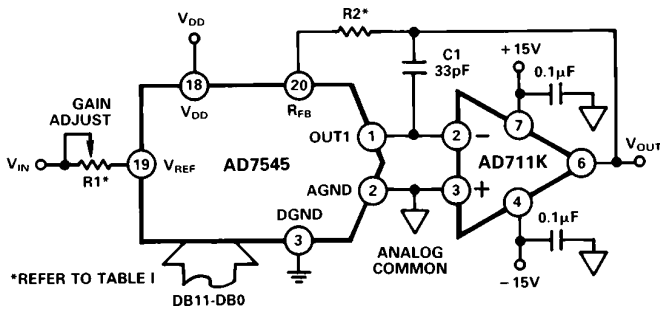 R2*
VDD
C1
33pF
+15V
0.1µF
18
VDD
20
RFB
GAIN
ADJUST
OUT1
1
2
−
7
VOUT
VIN
R1*
19
VREF
AD7545
AD711K
6
AGND
2
3
+
DGND
3
4
ANALOG
COMMON
0.1µF
*REFER TO TABLE I
DB11-DB0
−15V